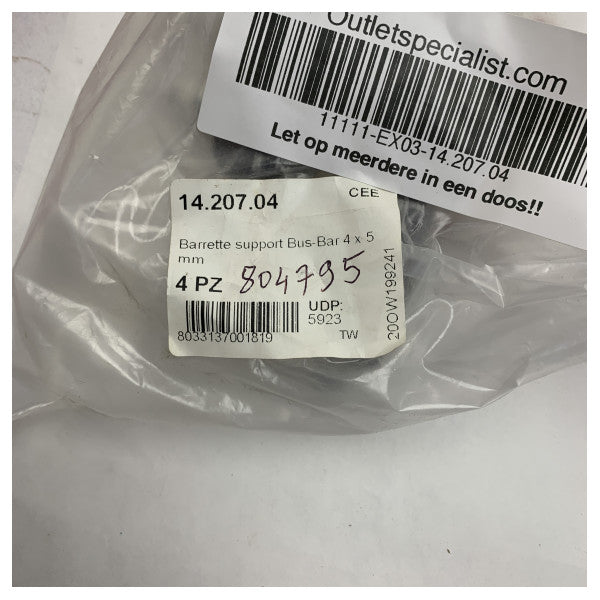 Outletspecialist.com
11111-EX03-14.207.04
Let op meerdere in een doos!!
14.207.04
CEE
Barrette support Bus-Bar 4 x 5
mm
4 PZ 804795
UDP:
5923
8033137001819
TW
20OW199241